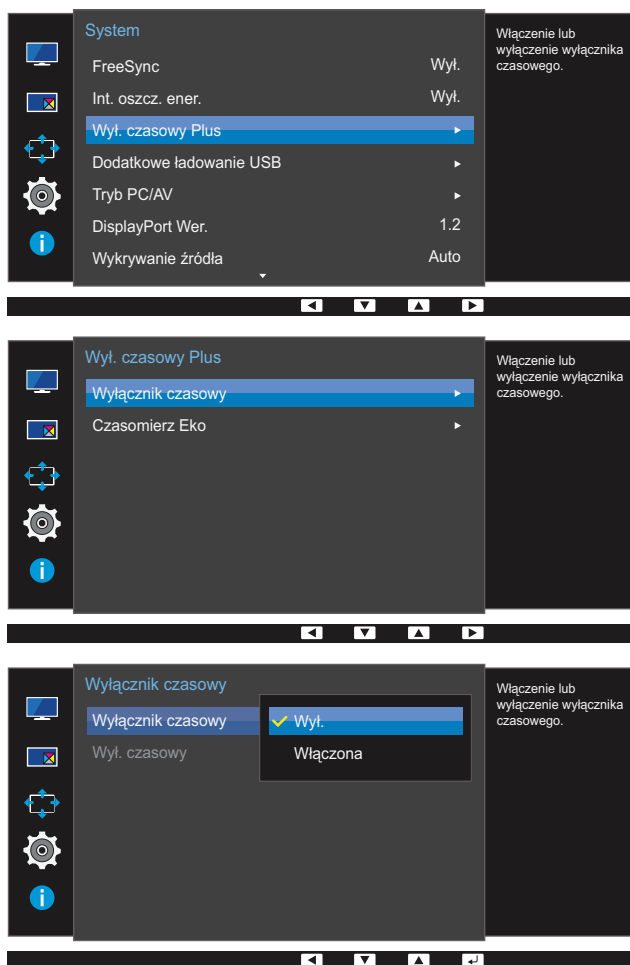 System
FreeSync Wył.
Int. oszcz. ener. Wył.
Wył. czasowy Plus
Dodatkowe ładowanie USB
Tryb PC/AV
DisplayPort Wer. 1.2
Wykrywanie źródła Auto
Włączenie lub
wyłączenie wyłącznika
czasowego.
Wył. czasowy Plus
Wyłącznik czasowy
Czasomierz Eko
Włączenie lub
wyłączenie wyłącznika
czasowego.
Wyłącznik czasowy
Wyłącznik czasowy Wył.
Wył. czasowy Włączona
Włączenie lub
wyłączenie wyłącznika
czasowego.